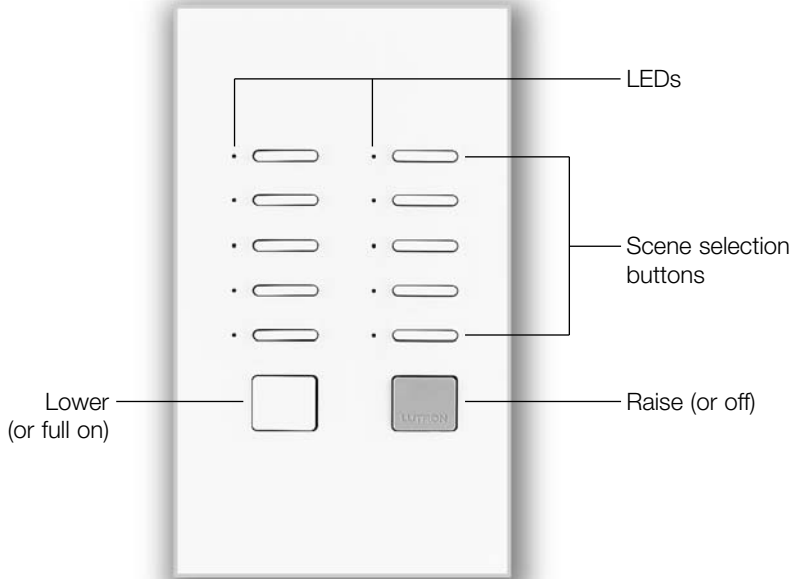 LEDs
Scene selection
buttons
Lower
(or full on)
LUTRON
Raise (or off)